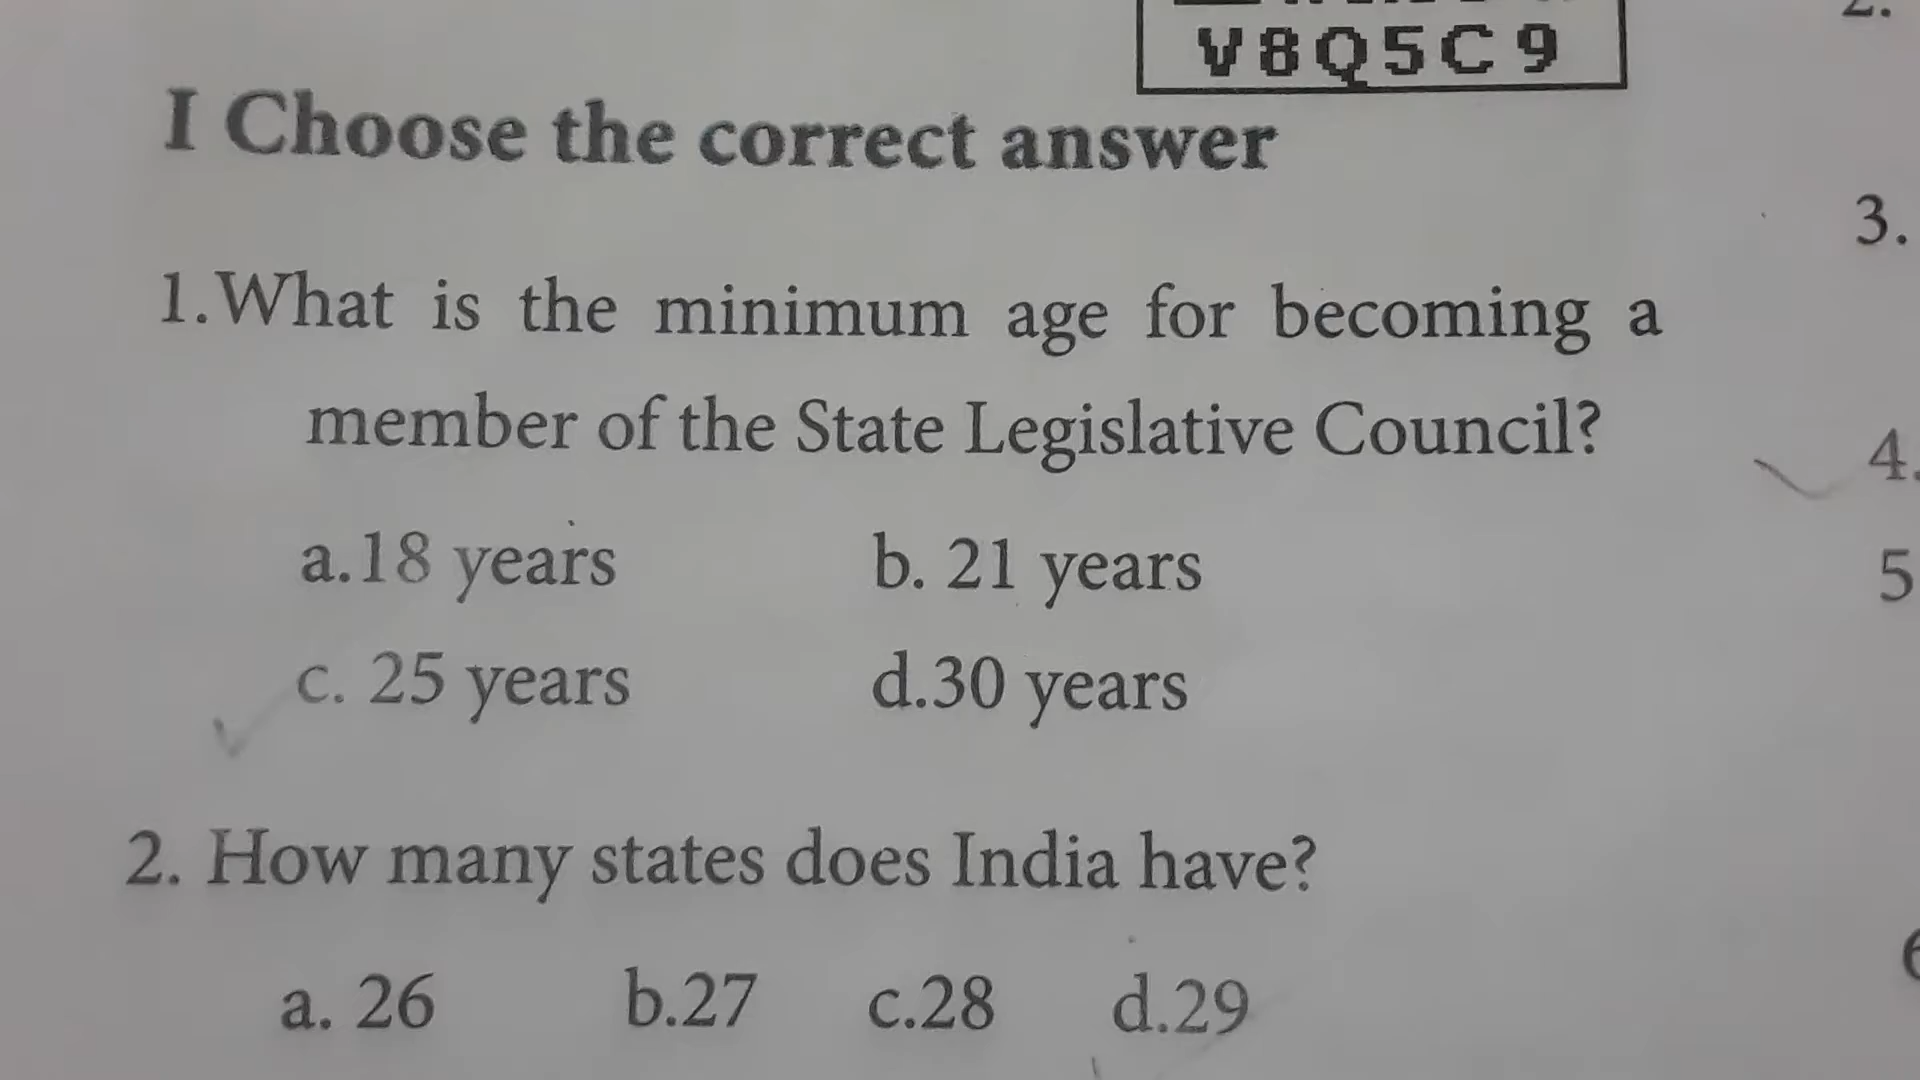 V8Q5C9
I Choose the correct answer
1.What is the minimum age for becoming a
member of the State Legislative Council?
a.18 years b. 21 years
c. 25 years d.30 years
2. How many states does India have?
a. 26 b.27 c.28 d.29
2.
3.
4.
5
6